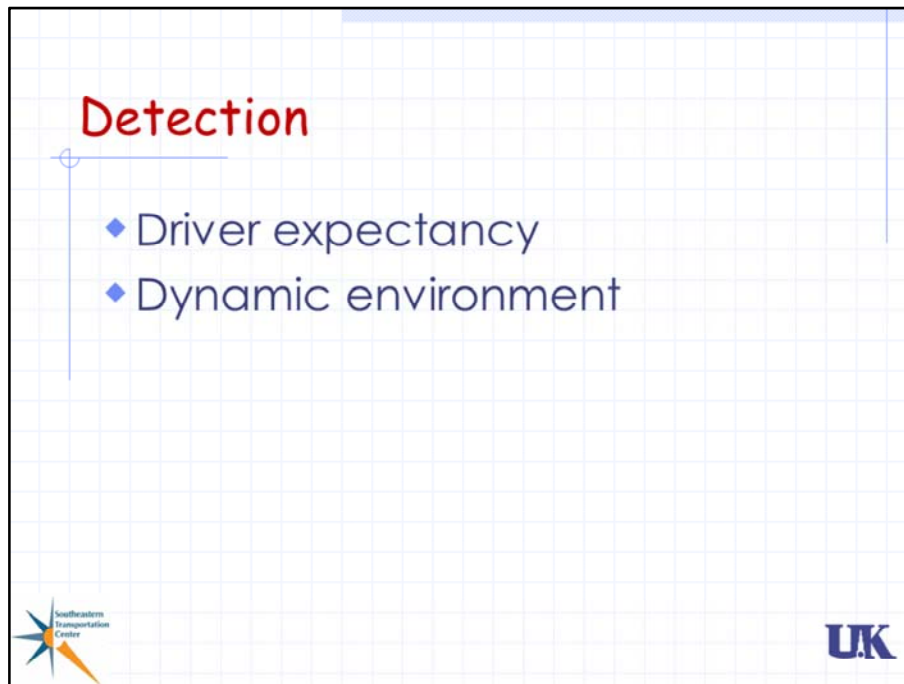 Detection
Driver expectancy
Dynamic environment
Southeastern
Transportation
Center
UK